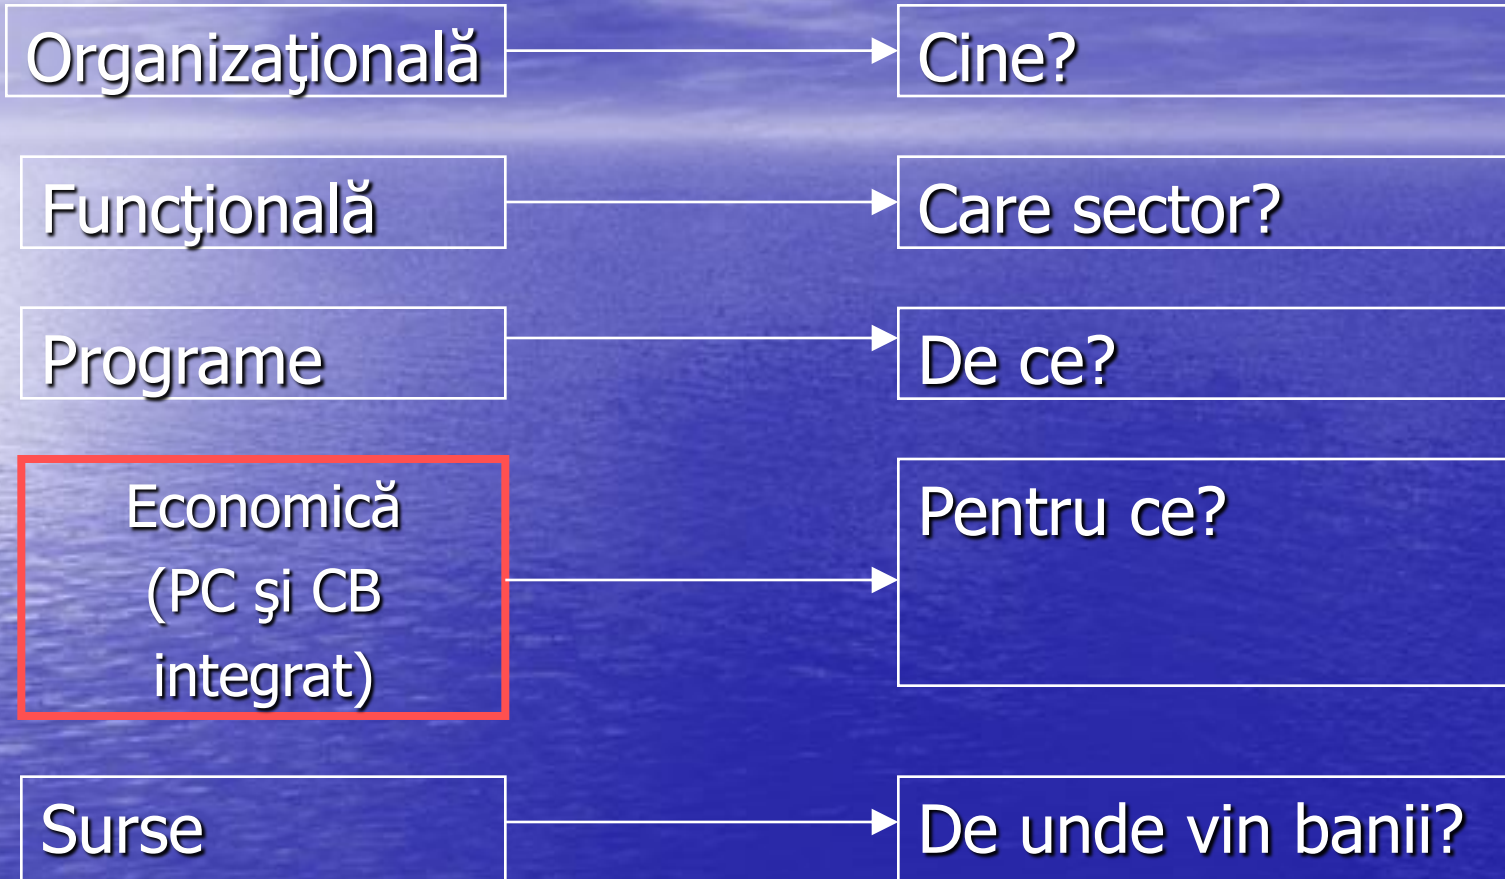 Organizaţională
Cine?
Funcţională
Care sector?
Programe
De ce?
Economică
(PC şi CB
integrat)
Pentru ce?
Surse
De unde vin banii?